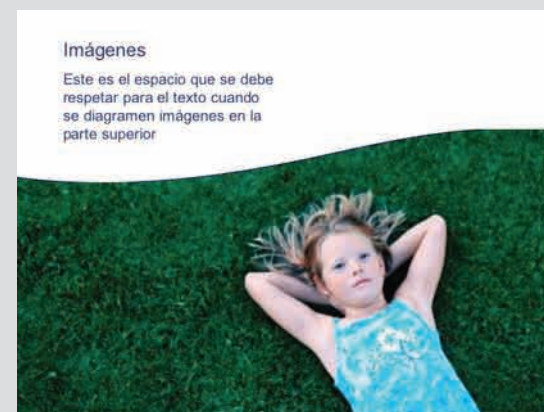 Imágenes
Este es el espacio que se debe
respetar para el texto cuando
se diagramen imágenes en la
parte superior